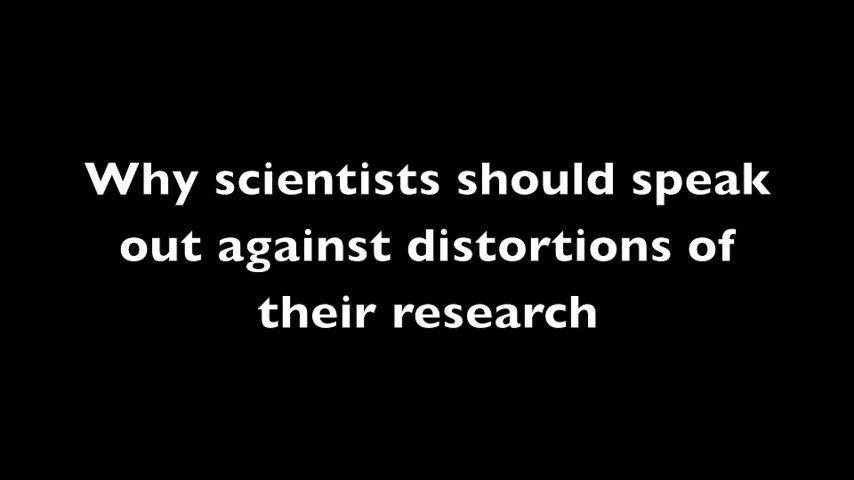 Why scientists should speak
out against distortions of
their research